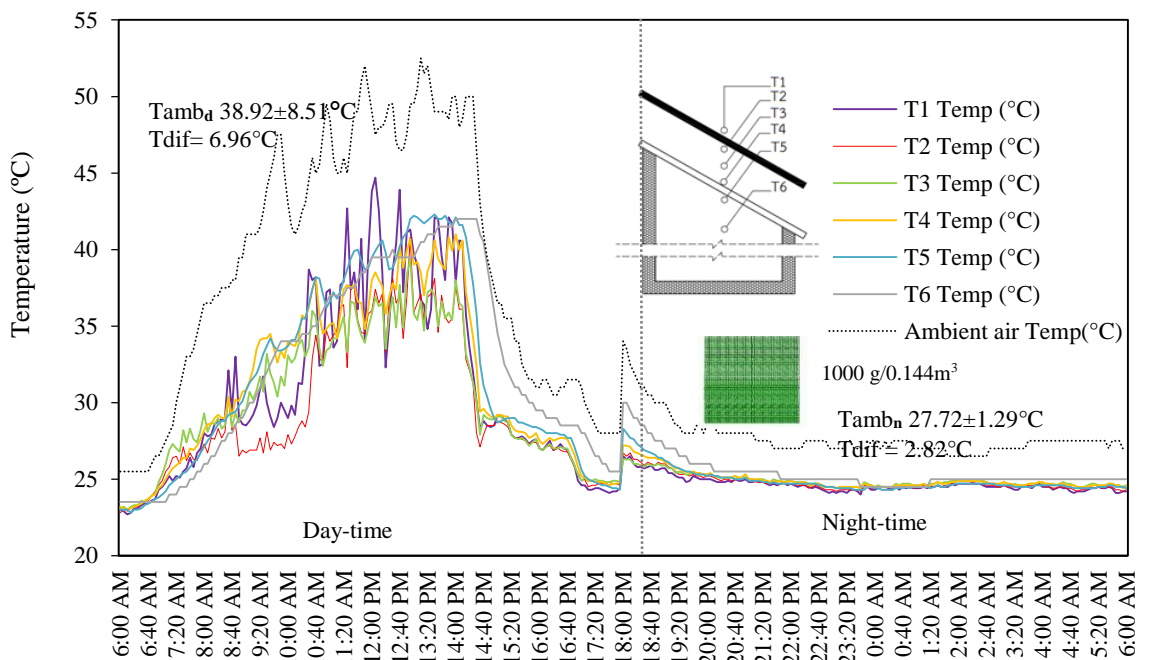 55
50
45
40
35
30
25
20
Temperature (ºC)
Tambd 38.92±8.51°C
Tdif= 6.96°C
T1
T2
T3
T4
T5
T6
T1 Temp (°C)
T2 Temp (°C)
T3 Temp (°C)
T4 Temp (°C)
T5 Temp (°C)
T6 Temp (°C)
Ambient air Temp(°C)
1000 g/0.144m³
Tambn 27.72±1.29°C
Tdif = 2.82°C
Day-time
Night-time
6:00 AM
6:40 AM
7:20 AM
8:00 AM
8:40 AM
9:20 AM
0:00 AM
0:40 AM
1:20 AM
12:00 PM
12:40 PM
13:20 PM
14:00 PM
14:40 PM
15:20 PM
16:00 PM
16:40 PM
17:20 PM
18:00 PM
18:40 PM
19:20 PM
20:00 PM
20:40 PM
21:20 PM
22:00 PM
22:40 PM
23:20 PM
0:00 AM
0:40 AM
1:20 AM
2:00 AM
2:40 AM
3:20 AM
4:00 AM
4:40 AM
5:20 AM
6:00 AM